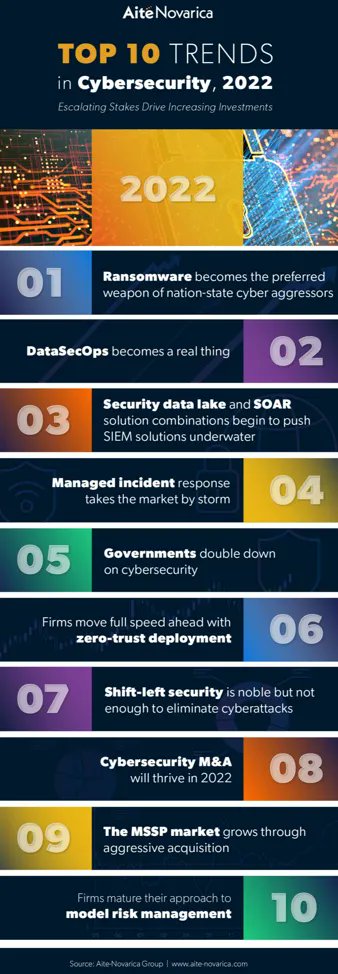 Aite Novarica
TOP 10 TRENDS
in Cybersecurity, 2022
Escalating Stakes Drive Increasing Investments
2022
01
Ransomware becomes the preferred
weapon of nation-state cyber aggressors
DataSecOps becomes a real thing
02
03
Security data lake and SOAR
solution combinations begin to push
SIEM solutions underwater
Managed incident response
takes the market by storm
04
05
Governments double down
on cybersecurity
Firms move full speed ahead with
zero-trust deployment
06
07
Shift-left security is noble but not
enough to eliminate cyberattacks
Cybersecurity M&A
will thrive in 2022
08
09
The MSSP market grows through
aggressive acquisition
Firms mature their approach to
model risk management
10
Source: Aite-Novarica Group | www.aite-novarica.com